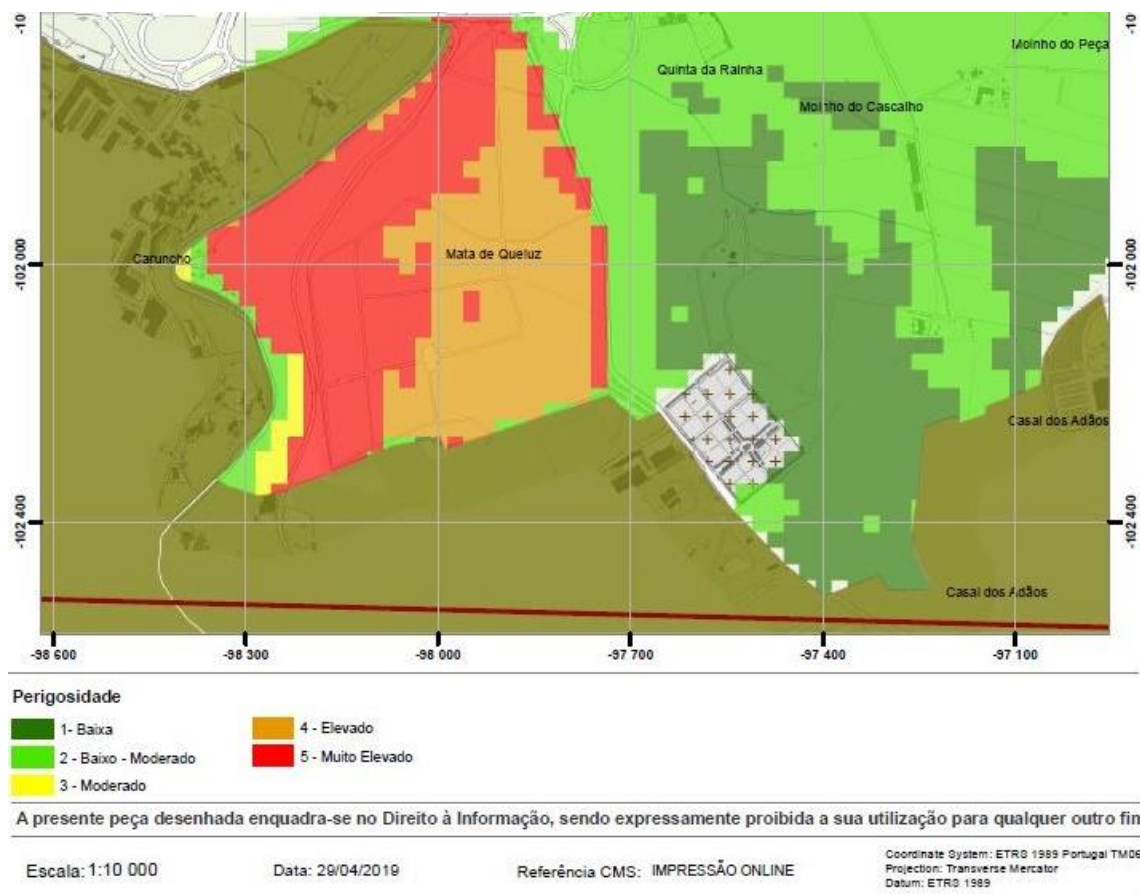 -10
-10
Moinho do Peça
Quinta da Rainha
Moinho do Cascalho
-102 000
Caruncho
Mata de Queluz
-102 000
Casal dos Adãos
-102 400
-102 400
Casal dos Adãos
-98 600
-98 300
-98 000
-97 700
-97 400
-97 100
Perigosidade
1- Baixa
4 - Elevado
2 - Baixo - Moderado
5 - Muito Elevado
3 - Moderado
A presente peça desenhada enquadra-se no Direito à Informação, sendo expressamente proibida a sua utilização para qualquer outro fim
Escala: 1:10 000
Data: 29/04/2019
Referência CMS: IMPRESSÃO ONLINE
Coordinate System: ETRS 1989 Portugal TM06
Projection: Transverse Mercator
Datum: ETRS 1989